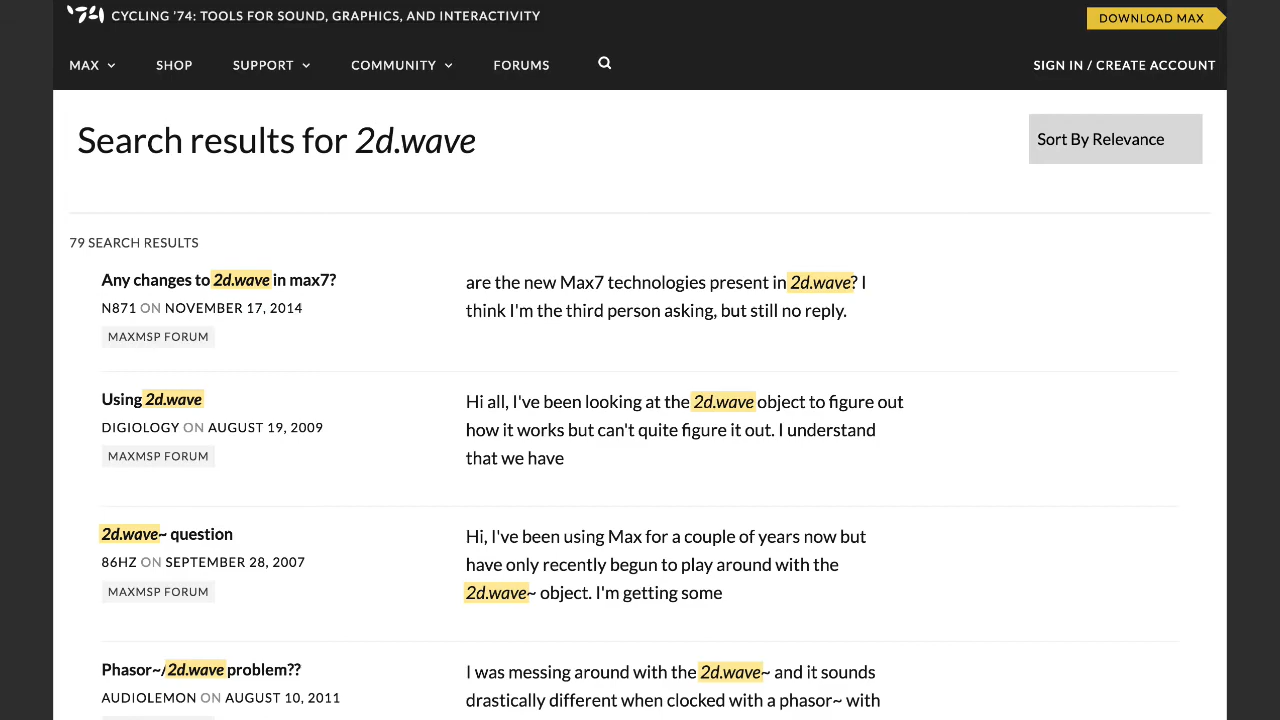 '74 CYCLING '74: TOOLS FOR SOUND, GRAPHICS, AND INTERACTIVITY
DOWNLOAD MAX
MAX SHOP SUPPORT COMMUNITY FORUMS SIGN IN / CREATE ACCOUNT
Search results for 2d.wave
Sort By Relevance
79 SEARCH RESULTS
Any changes to 2d.wave in max7?
N871 ON NOVEMBER 17, 2014
MAXMSP FORUM
are the new Max7 technologies present in 2d.wave? I
think I'm the third person asking, but still no reply.
Using 2d.wave
DIGIOLOGY ON AUGUST 19, 2009
MAXMSP FORUM
Hi all, I've been looking at the 2d.wave object to figure out
how it works but can't quite figure it out. I understand
that we have
2d.wave~ question
86HZ ON SEPTEMBER 28, 2007
MAXMSP FORUM
Hi, I've been using Max for a couple of years now but
have only recently begun to play around with the
2d.wave~ object. I'm getting some
Phasor~/2d.wave problem??
AUDIOLEMON ON AUGUST 10, 2011
I was messing around with the 2d.wave~ and it sounds
drastically different when clocked with a phasor~ with